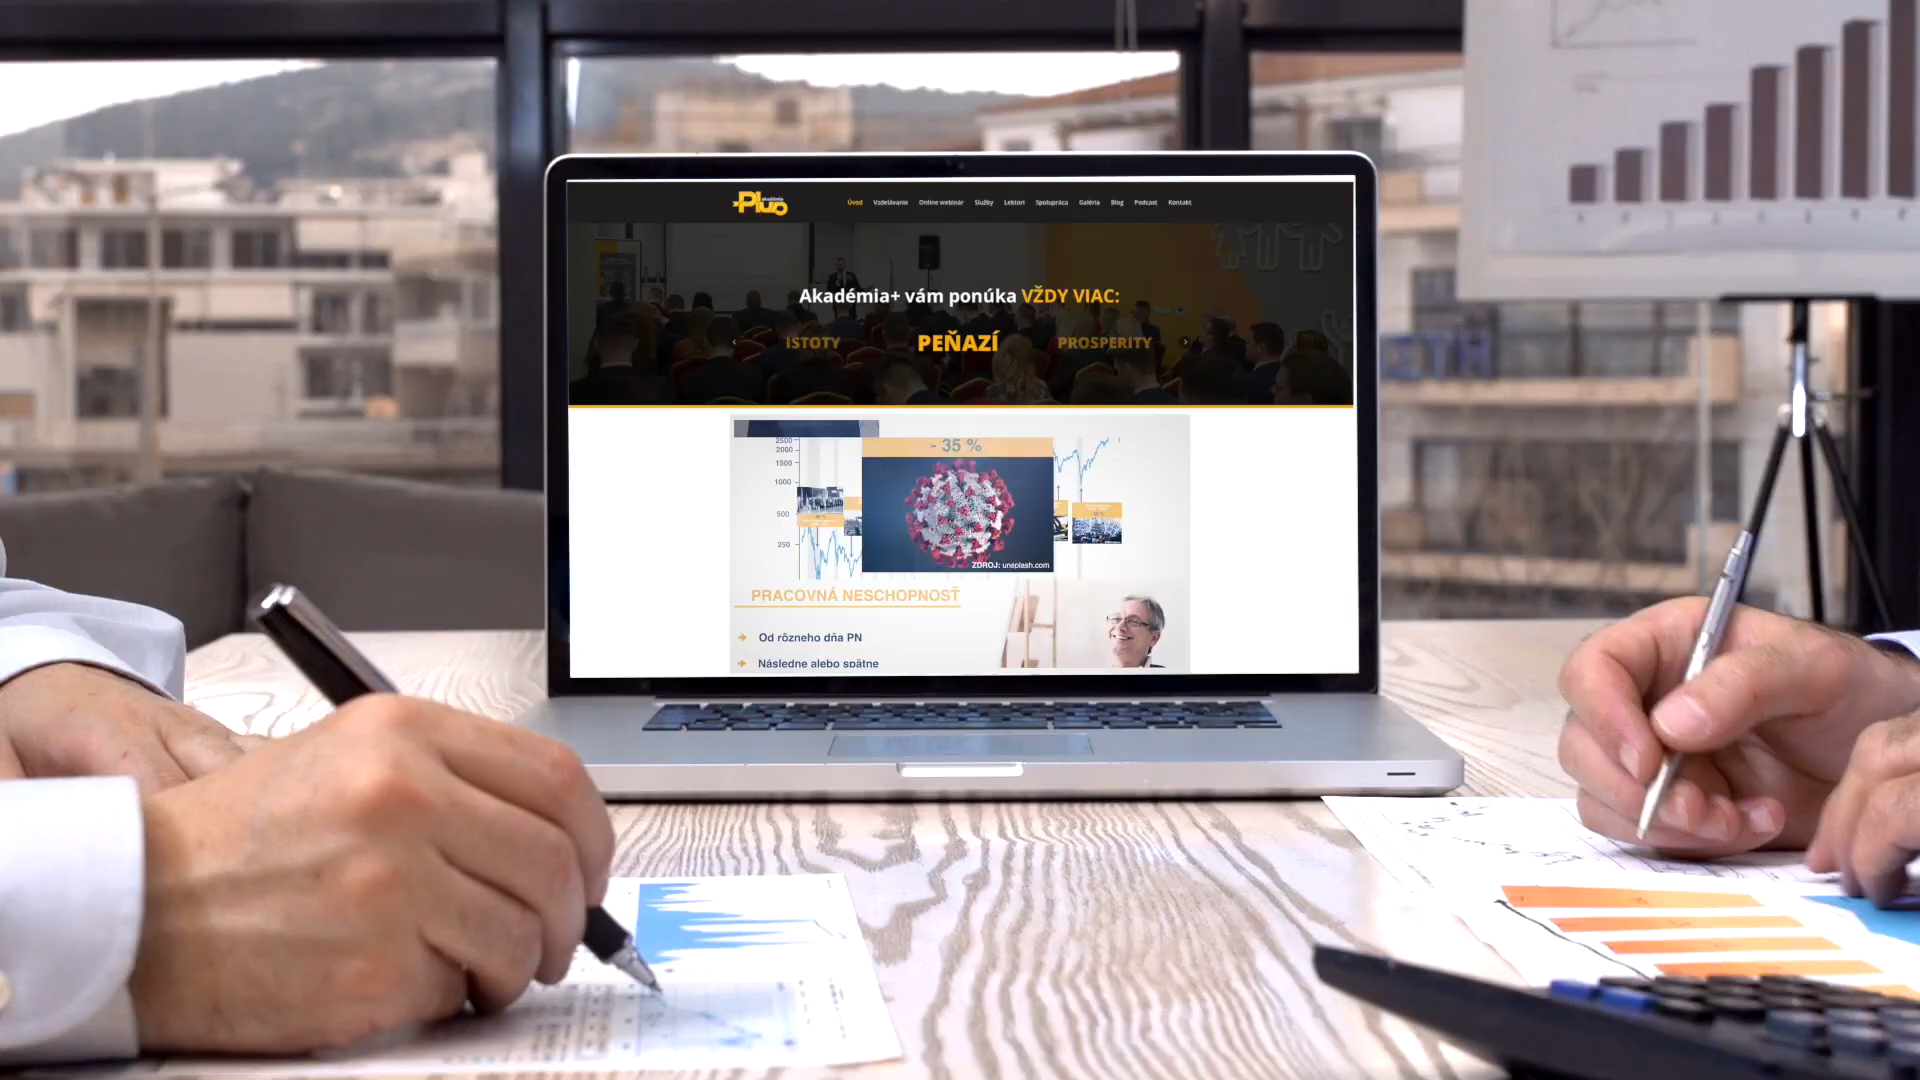 akadémia
Plus
Úvod Vzdelávanie Online webinár Služby Lektori Spolupráca Galéria Blog Podcast Kontakt
Akadémia+ vám ponúka VŽDY VIAC:
ISTOTY PEŇAZÍ PROSPERITY
- 35 %
2500
2000
1500
1000
500
250
ZDROJ: unsplash.com
PRACOVNÁ NESCHOPNOSŤ
Od rôzneho dňa PN
Následne alebo spätne